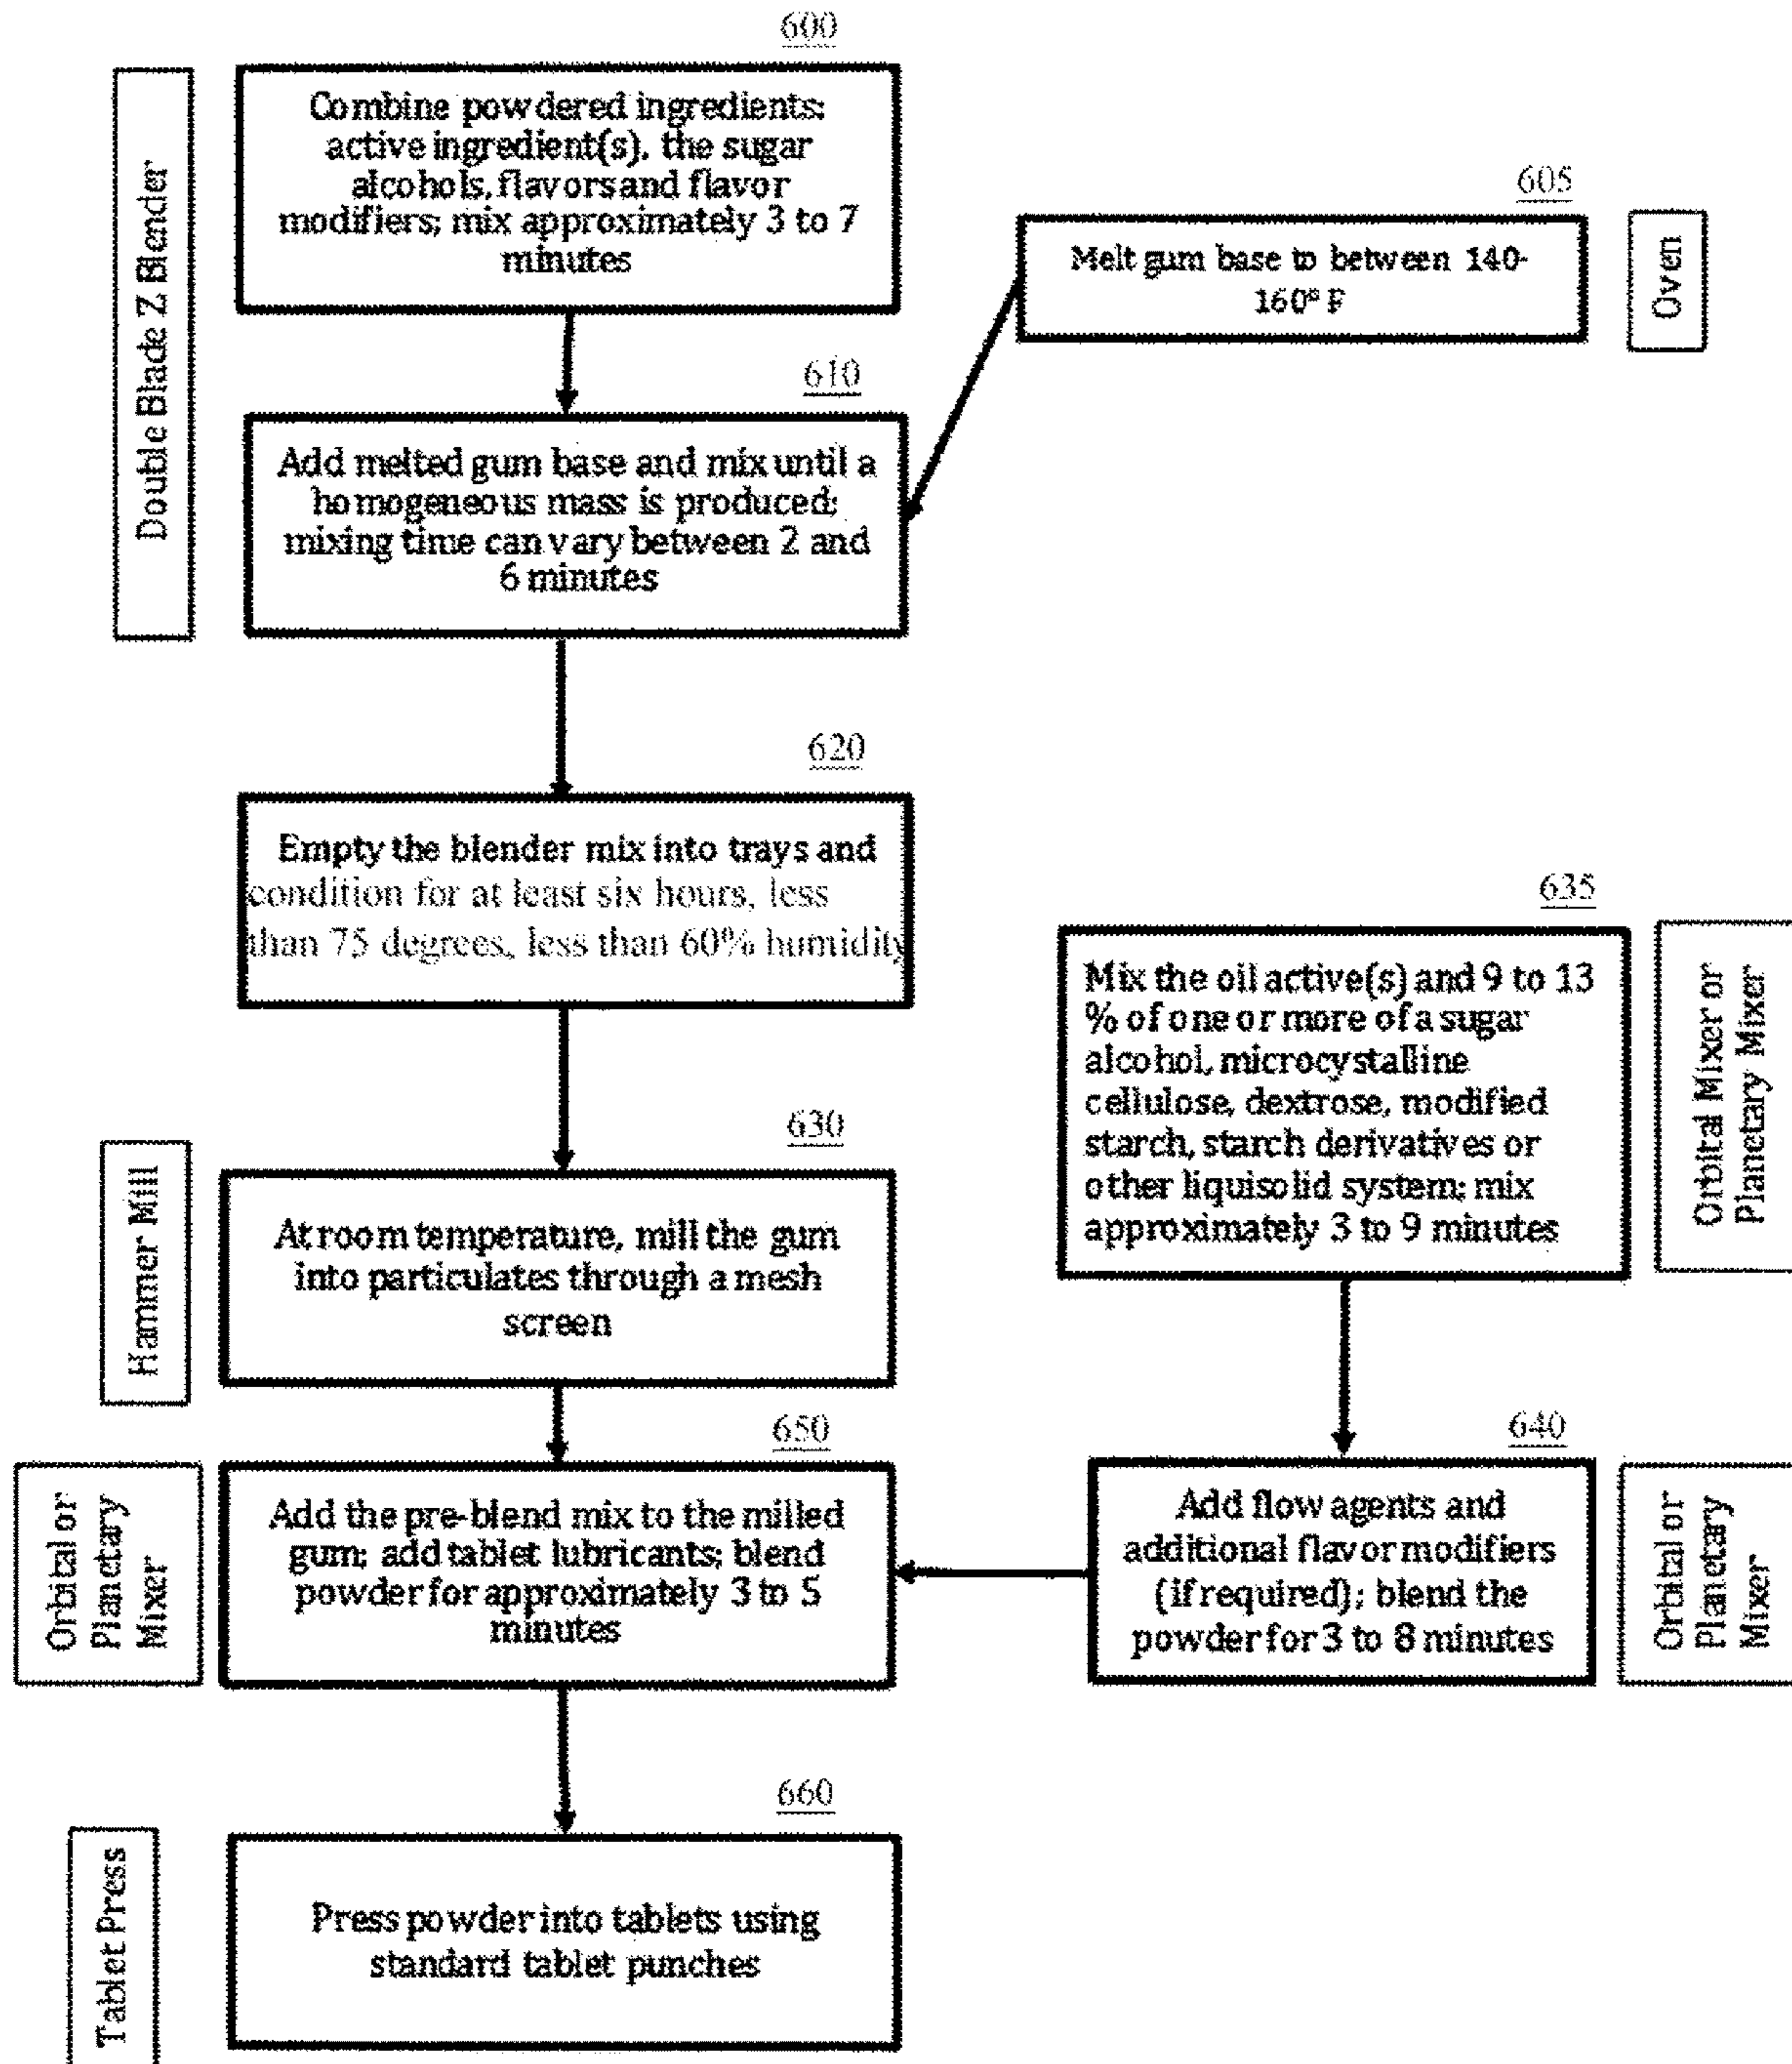 600
Double Blade Z Blender
Combine powdered ingredients:
active ingredient(s), the sugar
alcohols, flavors and flavor
modifiers; mix approximately 3 to 7
minutes
605
Melt gum base to between 140-
160° F
Oven
610
Add melted gum base and mix until a
homogeneous mass is produced;
mixing time can vary between 2 and
6 minutes
620
Empty the blender mix into trays and
condition for at least six hours, less
than 75 degrees, less than 60% humidity
635
Mix the oil active(s) and 9 to 13
% of one or more of a sugar
alcohol, microcystalline
cellulose, dextrose, modified
starch, starch derivatives or
other liquisolid system; mix
approximately 3 to 9 minutes
Orbital Mixer or
Planetary Mixer
630
Hammer Mill
At room temperature, mill the gum
into particulates through a mesh
screen
650
Orbital or
Planetary
Mixer
Add the pre-blend mix to the milled
gum; add tablet lubricants; blend
powder for approximately 3 to 5
minutes
640
Add flow agents and
additional flavor modifiers
(if required); blend the
powder for 3 to 8 minutes
Orbital or
Planetary
Mixer
660
Tablet Press
Press powder into tablets using
standard tablet punches